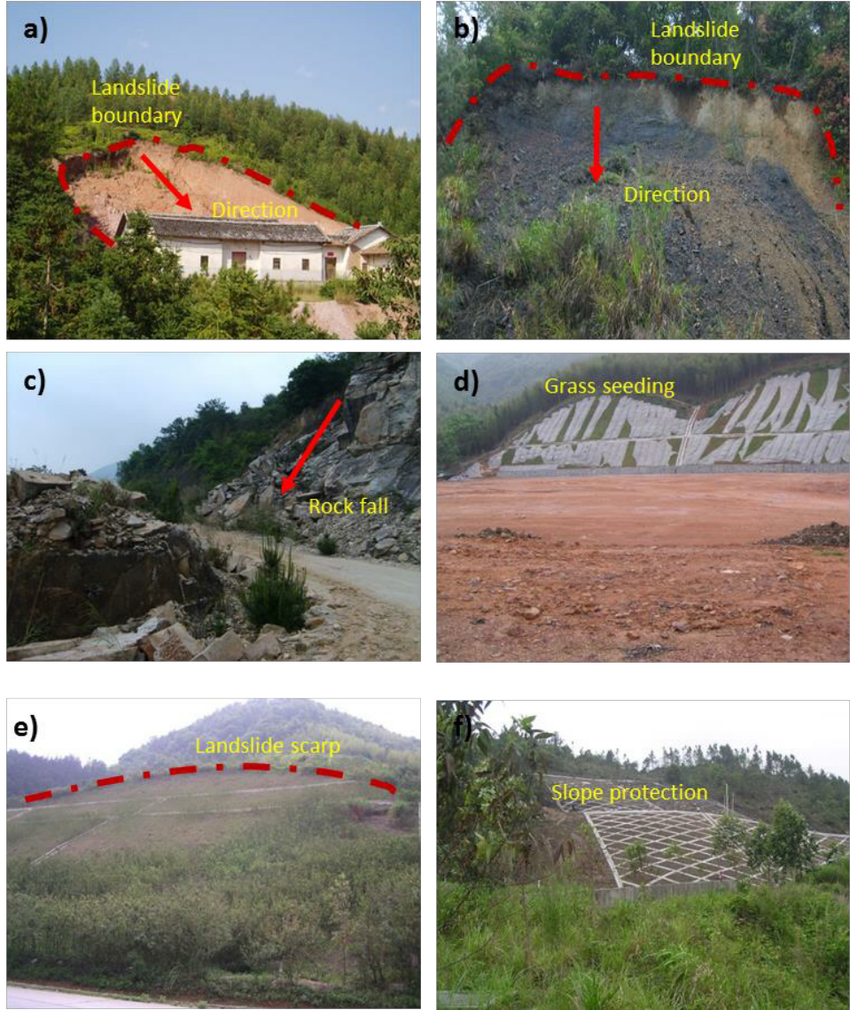 a)
Landslide
boundary
Direction
b)
Landslide
boundary
Direction
c)
Rock fall
d)
Grass seeding
e)
Landslide scarp
f)
Slope protection